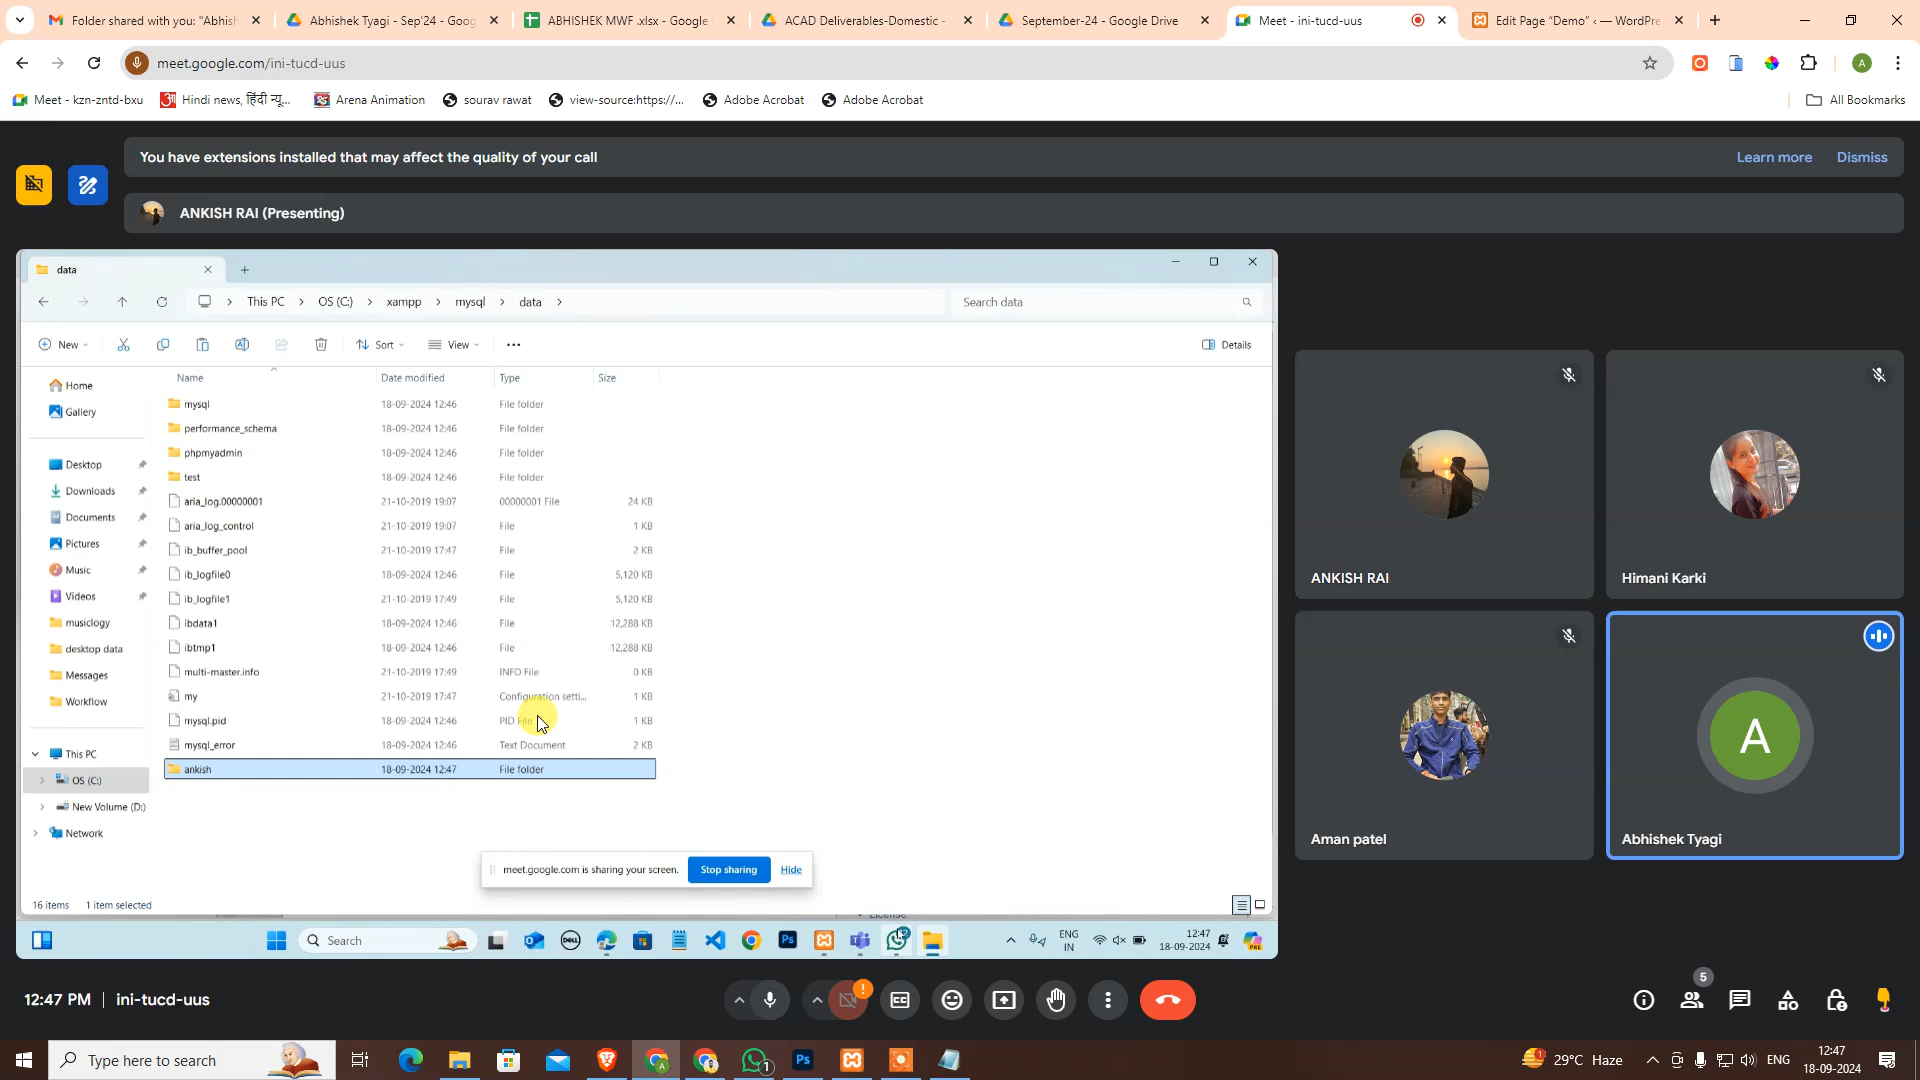 Folder shared with you: "Abhish
Abhishek Tyagi - Sep'24 - Goog
ABHISHEK MWF .xlsx - Google
ACAD Deliverables-Domestic -
September-24 - Google Drive
Meet - ini-tucd-uus
Edit Page “Demo” ‹ — WordPre
meet.google.com/ini-tucd-uus
A
Meet - kzn-zntd-bxu
Hindi news, हिंदी न्यू...
Arena Animation
sourav rawat
view-source:https://...
Adobe Acrobat
Adobe Acrobat
All Bookmarks
You have extensions installed that may affect the quality of your call
Learn more
Dismiss
ANKISH RAI (Presenting)
data
This PC > OS (C:) > xampp > mysql > data >
Search data
New
Sort
View
Details
Name
Date modified
Type
Size
Home
Gallery
Desktop
Downloads
Documents
Pictures
Music
Videos
musiclogy
desktop data
Messages
Workflow
This PC
OS (C:)
New Volume (D:)
Network
mysql 18-09-2024 12:46 File folder
performance_schema 18-09-2024 12:46 File folder
phpmyadmin 18-09-2024 12:46 File folder
test 18-09-2024 12:46 File folder
aria_log.00000001 21-10-2019 19:07 00000001 File 24 KB
aria_log_control 21-10-2019 19:07 File 1 KB
ib_buffer_pool 21-10-2019 17:47 File 2 KB
ib_logfile0 18-09-2024 12:46 File 5,120 KB
ib_logfile1 21-10-2019 17:49 File 5,120 KB
ibdata1 18-09-2024 12:46 File 12,288 KB
ibtmp1 18-09-2024 12:46 File 12,288 KB
multi-master.info 21-10-2019 17:49 INFO File 0 KB
my 21-10-2019 17:47 Configuration setti... 1 KB
mysql.pid 18-09-2024 12:46 PID File 1 KB
mysql_error 18-09-2024 12:46 Text Document 2 KB
ankish 18-09-2024 12:47 File folder
meet.google.com is sharing your screen.
Stop sharing
Hide
16 items
1 item selected
License
Search
DELL
Ps
ENG
IN
12:47
18-09-2024
PRE
ANKISH RAI
Himani Karki
Aman patel
A
Abhishek Tyagi
12:47 PM | ini-tucd-uus
5
Type here to search
Ps
1
29°C Haze
ENG
12:47
18-09-2024